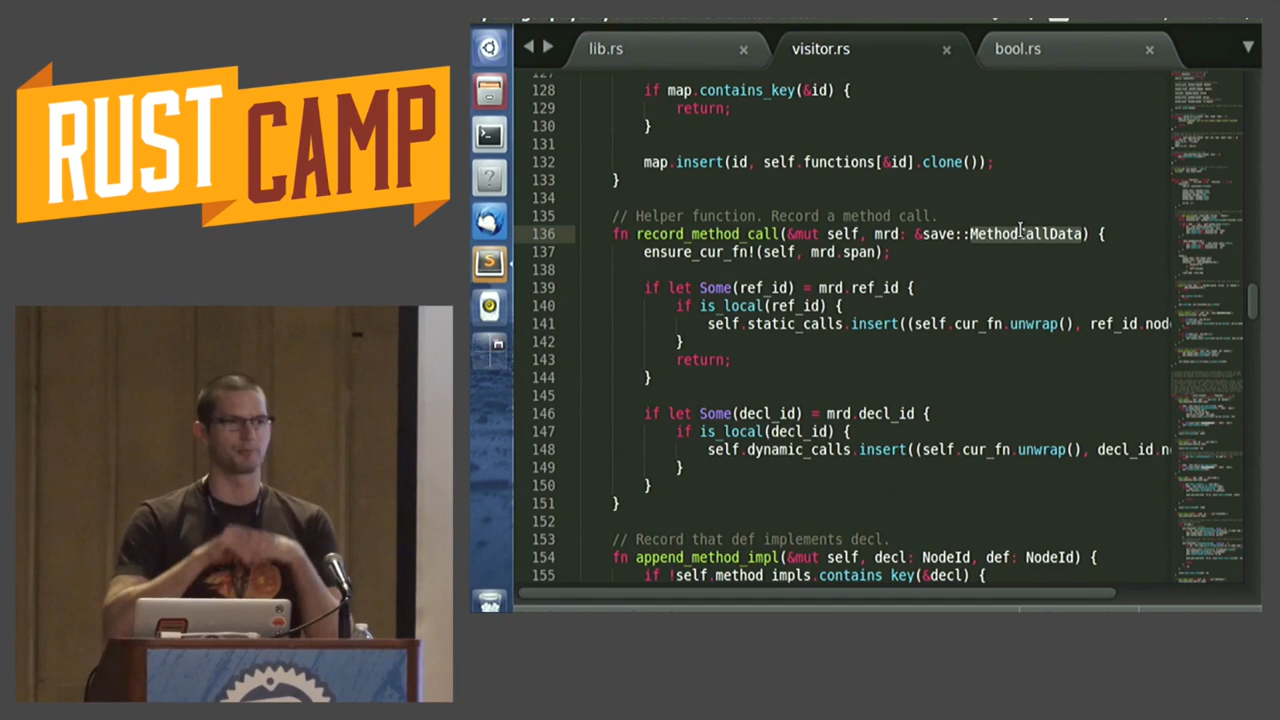 RUST CAMP
lib.rs × visitor.rs × bool.rs ×
127
128 if map.contains_key(&id) {
129 return;
130 }
131
132 map.insert(id, self.functions[&id].clone());
133 }
134
135 // Helper function. Record a method call.
136 fn record_method_call(&mut self, mrd: &save::MethodCallData) {
137 ensure_cur_fn!(self, mrd.span);
138
139 if let Some(ref_id) = mrd.ref_id {
140 if is_local(ref_id) {
141 self.static_calls.insert((self.cur_fn.unwrap(), ref_id.nod
142 }
143 return;
144 }
145
146 if let Some(decl_id) = mrd.decl_id {
147 if is_local(decl_id) {
148 self.dynamic_calls.insert((self.cur_fn.unwrap(), decl_id.n
149 }
150 }
151 }
152
153 // Record that def implements decl.
154 fn append_method_impl(&mut self, decl: NodeId, def: NodeId) {
155 if !self.method_impls.contains_key(&decl) {